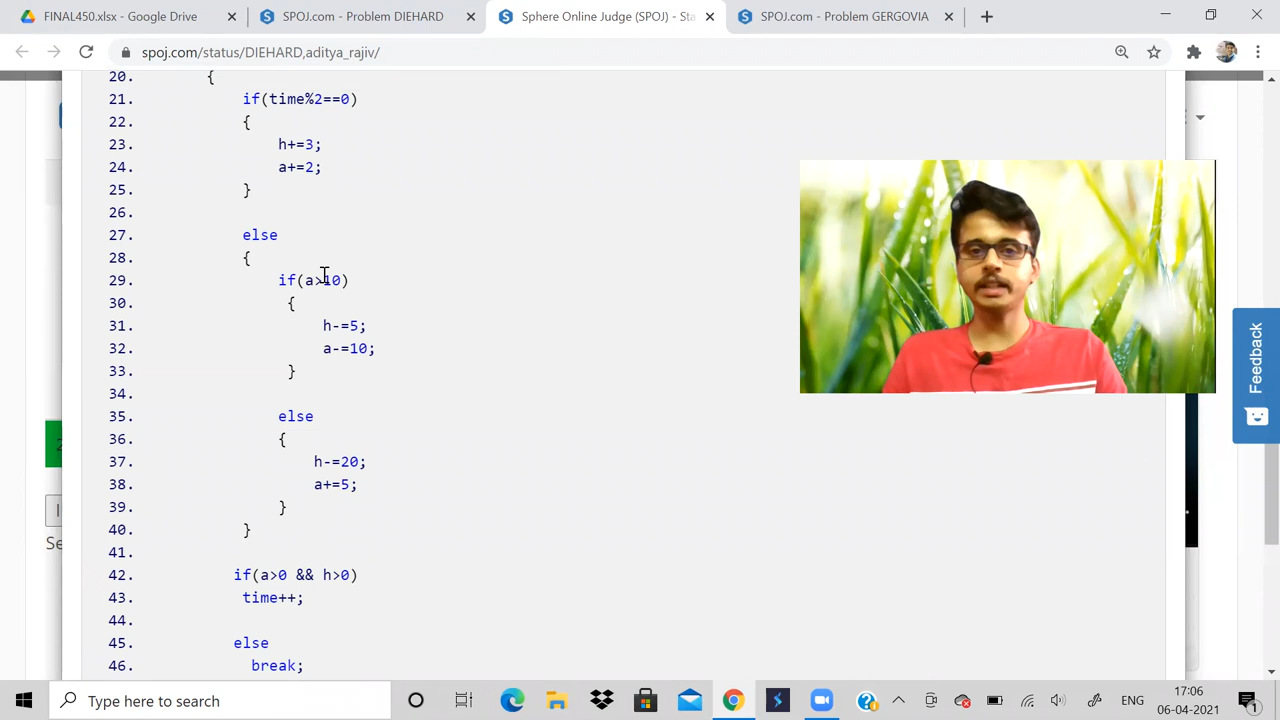 FINAL450.xlsx - Google Drive
SPOJ.com - Problem DIEHARD
Sphere Online Judge (SPOJ) - Sta
SPOJ.com - Problem GERGOVIA
spoj.com/status/DIEHARD,aditya_rajiv/
20. {
21. if(time%2==0)
22. {
23. h+=3;
24. a+=2;
25. }
26.
27. else
28. {
29. if(a>10)
30. {
31. h-=5;
32. a-=10;
33. }
34.
35. else
36. {
37. h-=20;
38. a+=5;
39. }
40. }
41.
42. if(a>0 && h>0)
43. time++;
44.
45. else
46. break;
Feedback
Se
Type here to search
ENG
17:06
06-04-2021